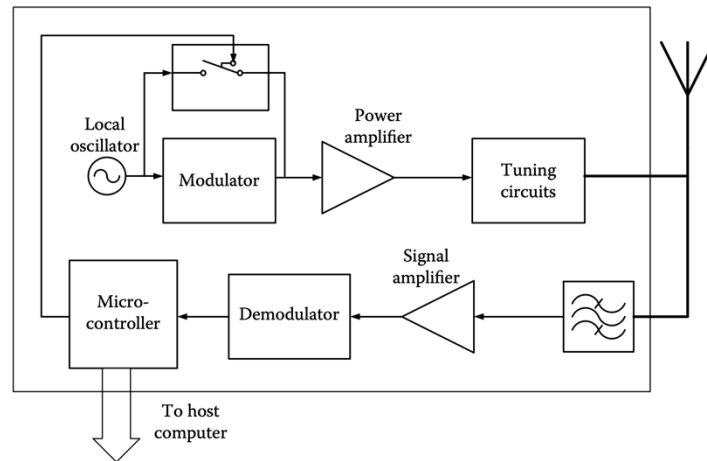 Local
oscillator
Modulator
Power
amplifier
Tuning
circuits
Micro-
controller
Demodulator
Signal
amplifier
To host
computer